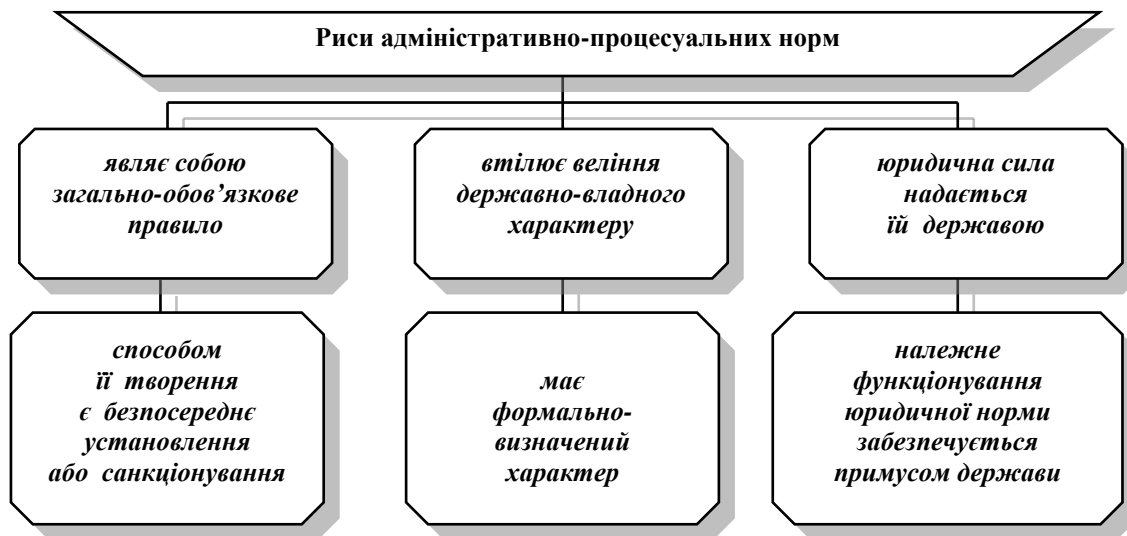 Риси адміністративно-процесуальних норм
являє собою
загально-обов’язкове
правило
втілює веління
державно-владного
характеру
юридична сила
надається
їй державою
способом
її творення
є безпосереднє
установлення
або санкціонування
має
формально-
визначений
характер
належне
функціонування
юридичної норми
забезпечується
примусом держави